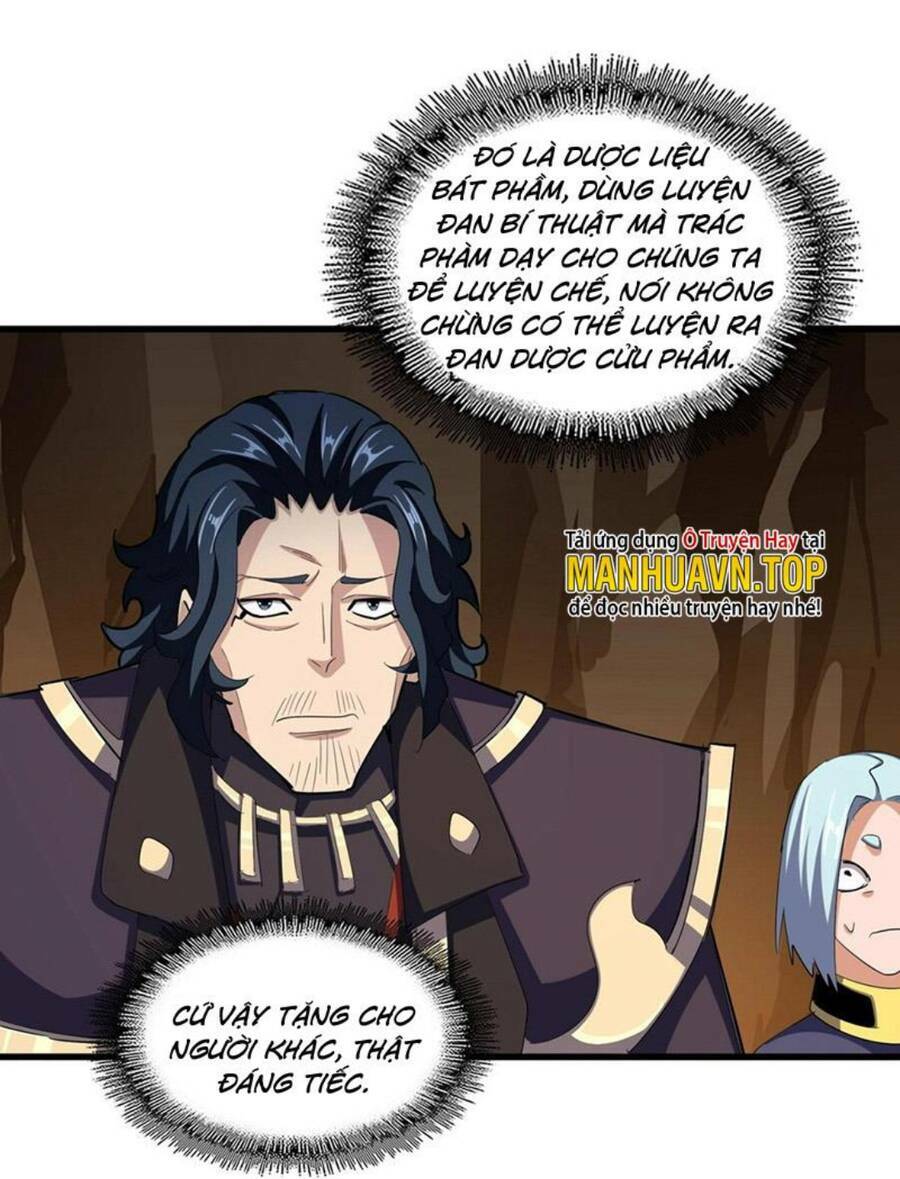 ĐÓ LÀ DƯỢC LIỆU
BÁT PHẨM, DÙNG LUYỆN
ĐAN BÍ THUẬT MÀ TRÁC
PHÀM DẠY CHO CHÚNG TA
ĐỂ LUYỆN CHẾ, NÓI KHÔNG
CHỪNG CÓ THỂ LUYỆN RA
ĐAN DƯỢC CỬU PHẨM.
Tải ứng dụng Ô Truyện Hay tại
MANHUAVN.TOP
để đọc nhiều truyện hay nhé!
CỨ VẬY TẶNG CHO
NGƯỜI KHÁC, THẬT
ĐÁNG TIẾC.